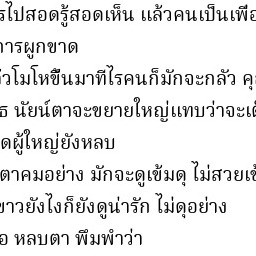 ไปสอดรู้สอดเห็น แล้วคนเป็นเพื่อ
การผูกขาด
โมโหขึ้นมาทีไรคนก็มักจะกลัว คุ
นัยน์ตาจะขยายใหญ่แทบว่าจะ
ผู้ใหญ่ยังหลบ
ตาคมอย่าง มักจะดูเข้มดุ ไม่สวย
ขาวยังไงก็ยังดูน่ารัก ไม่ดุอย่าง
หลบตา พึมพำว่า